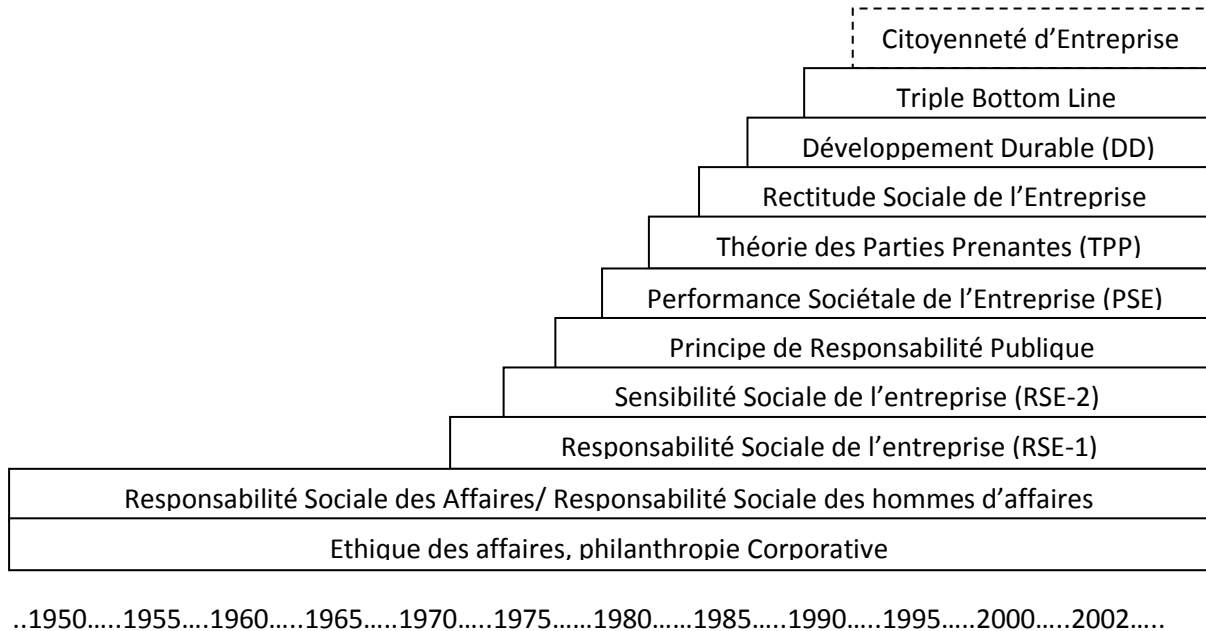 Citoyenneté d’Entreprise
Triple Bottom Line
Développement Durable (DD)
Rectitude Sociale de l’Entreprise
Théorie des Parties Prenantes (TPP)
Performance Sociétale de l’Entreprise (PSE)
Principe de Responsabilité Publique
Sensibilité Sociale de l’entreprise (RSE-2)
Responsabilité Sociale de l’entreprise (RSE-1)
Responsabilité Sociale des Affaires/ Responsabilité Sociale des hommes d’affaires
Ethique des affaires, philanthropie Corporative
..1950…..1955…..1960…..1965…..1970…..1975……1980……1985…..1990…..1995…..2000…..2002…..